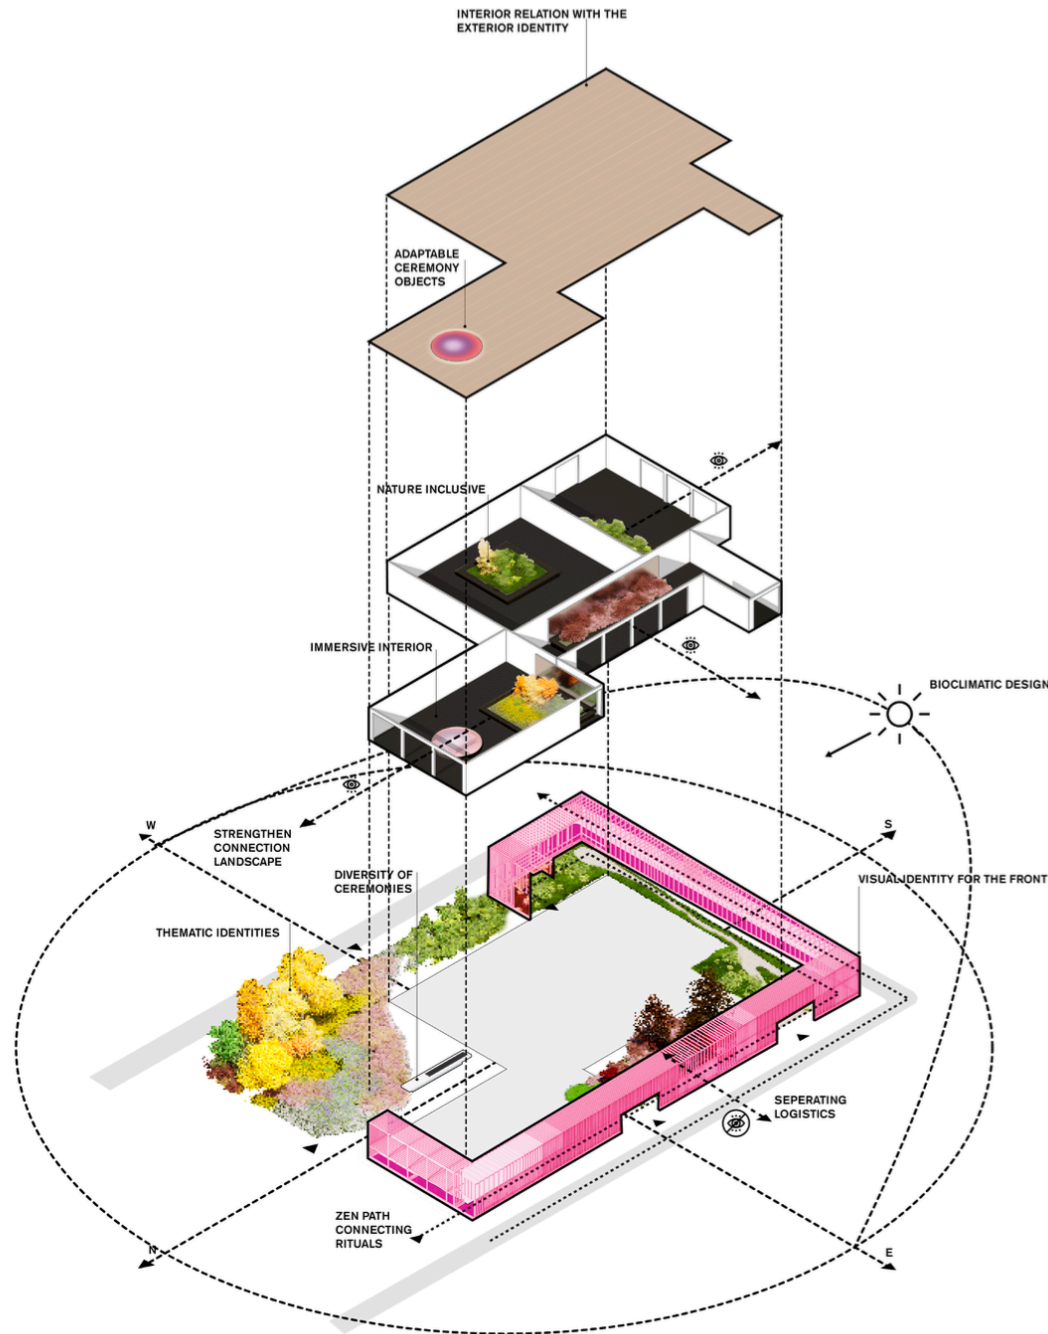 INTERIOR RELATION WITH THE
EXTERIOR IDENTITY
ADAPTABLE
CEREMONY
OBJECTS
NATURE INCLUSIVE
IMMERSIVE INTERIOR
BIOCLIMATIC DESIGN
W
STRENGTHEN
CONNECTION
LANDSCAPE
S
DIVERSITY OF
CEREMONIES
VISUAL IDENTITY FOR THE FRONT
THEMATIC IDENTITIES
SEPERATING
LOGISTICS
ZEN PATH
CONNECTING
RITUALS
N
E